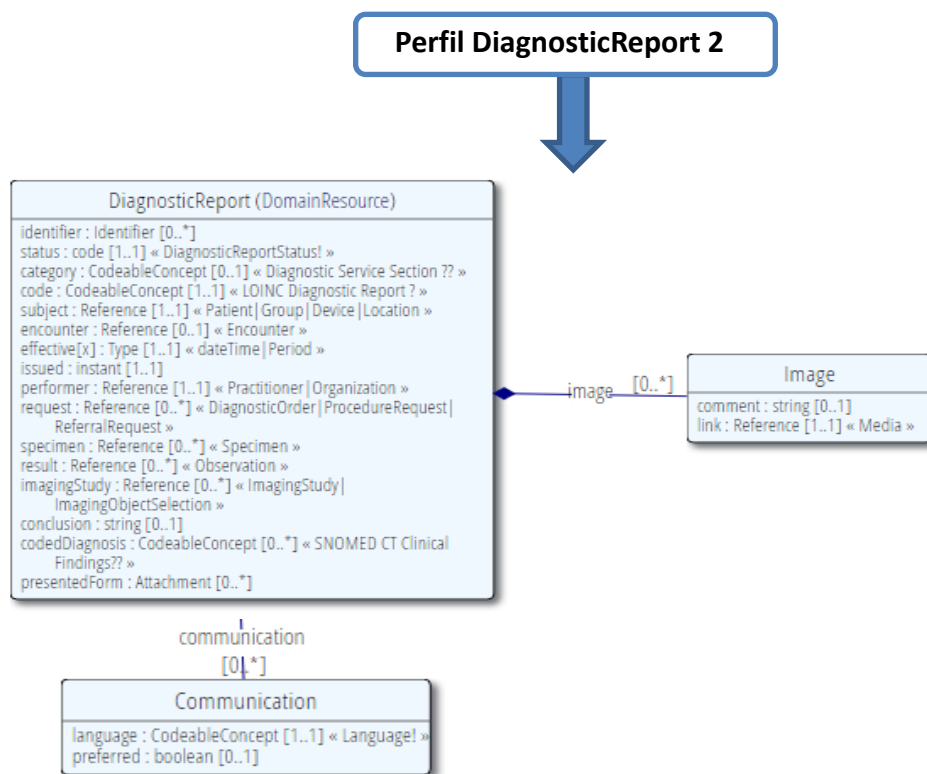 Perfil DiagnosticReport 2
DiagnosticReport (DomainResource)
identifier : Identifier [0..*]
status : code [1..1] « DiagnosticReportStatus! »
category : CodeableConcept [0..1] « Diagnostic Service Section ?? »
code : CodeableConcept [1..1] « LOINC Diagnostic Report ? »
subject : Reference [1..1] « Patient|Group|Device|Location »
encounter : Reference [0..1] « Encounter »
effective[x] : Type [1..1] « dateTime|Period »
issued : instant [1..1]
performer : Reference [1..1] « Practitioner|Organization »
request : Reference [0..*] « DiagnosticOrder|ProcedureRequest|
ReferralRequest »
specimen : Reference [0..*] « Specimen »
result : Reference [0..*] « Observation »
imagingStudy : Reference [0..*] « ImagingStudy|
ImagingObjectSelection »
conclusion : string [0..1]
codedDiagnosis : CodeableConcept [0..*] « SNOMED CT Clinical
Findings?? »
presentedForm : Attachment [0..*]
image [0..*]
Image
comment : string [0..1]
link : Reference [1..1] « Media »
communication
[0..*]
Communication
language : CodeableConcept [1..1] « Language! »
preferred : boolean [0..1]